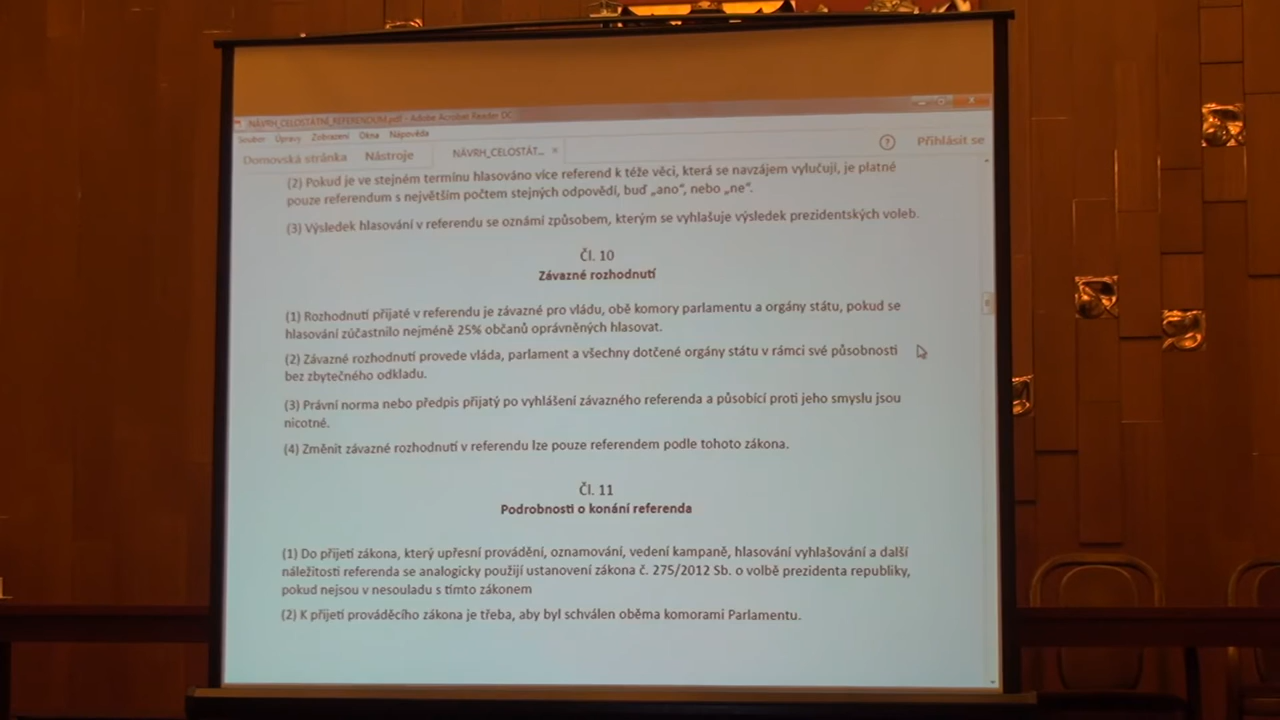 NÁVRH_CELOSTÁTNÍ_REFERENDUM.pdf - Adobe Acrobat Reader DC
Soubor Úpravy Zobrazení Okna Nápověda
Domovská stránka Nástroje NÁVRH_CELOSTÁT... × ? Přihlásit se
(2) Pokud je ve stejném termínu hlasováno více referend k téže věci, která se navzájem vylučují, je platné
pouze referendum s největším počtem stejných odpovědí, buď „ano“, nebo „ne“.
(3) Výsledek hlasování v referendu se oznámí způsobem, kterým se vyhlašuje výsledek prezidentských voleb.
Čl. 10
Závazné rozhodnutí
(1) Rozhodnutí přijaté v referendu je závazné pro vládu, obě komory parlamentu a orgány státu, pokud se
hlasování zúčastnilo nejméně 25% občanů oprávněných hlasovat.
(2) Závazné rozhodnutí provede vláda, parlament a všechny dotčené orgány státu v rámci své působnosti
bez zbytečného odkladu.
(3) Právní norma nebo předpis přijatý po vyhlášení závazného referenda a působící proti jeho smyslu jsou
nicotné.
(4) Změnit závazné rozhodnutí v referendu lze pouze referendem podle tohoto zákona.
Čl. 11
Podrobnosti o konání referenda
(1) Do přijetí zákona, který upřesní provádění, oznamování, vedení kampaně, hlasování vyhlašování a další
náležitosti referenda se analogicky použijí ustanovení zákona č. 275/2012 Sb. o volbě prezidenta republiky,
pokud nejsou v nesouladu s tímto zákonem
(2) K přijetí prováděcího zákona je třeba, aby byl schválen oběma komorami Parlamentu.